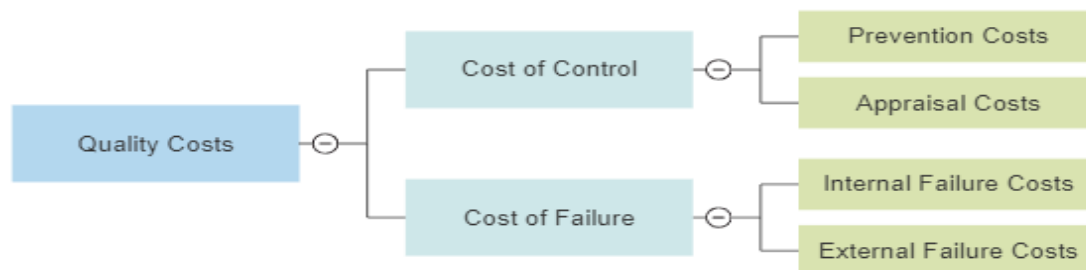 Quality Costs
Cost of Control
Prevention Costs
Appraisal Costs
Cost of Failure
Internal Failure Costs
External Failure Costs